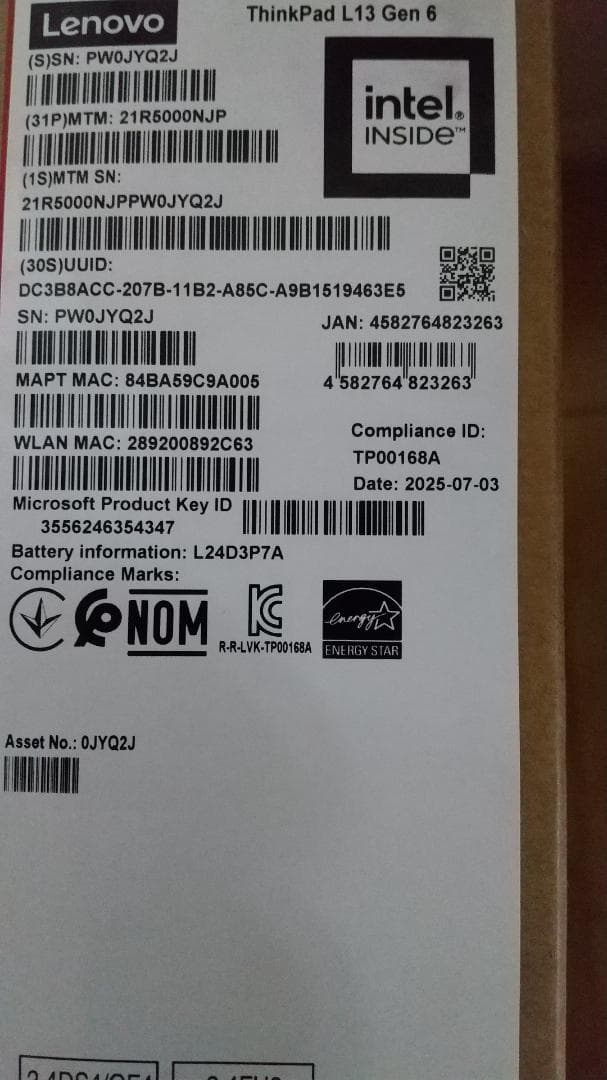 Lenovo
ThinkPad L13 Gen 6
(S)SN: PW0JYQ2J
intel.
INSIDE™
(31P)MTM: 21R5000NJP
(1S)MTM SN:
21R5000NJPPW0JYQ2J
(30S)UUID:
DC3B8ACC-207B-11B2-A85C-A9B1519463E5
SN: PW0JYQ2J
JAN: 4582764823263
4 582764 823263
MAPT MAC: 84BA59C9A005
WLAN MAC: 289200892C63
Compliance ID:
TP00168A
Date: 2025-07-03
Microsoft Product Key ID
3556246354347
Battery information: L24D3P7A
Compliance Marks:
NOM
R-R-LVK-TP00168A
energy
ENERGY STAR
Asset No.: 0JYQ2J